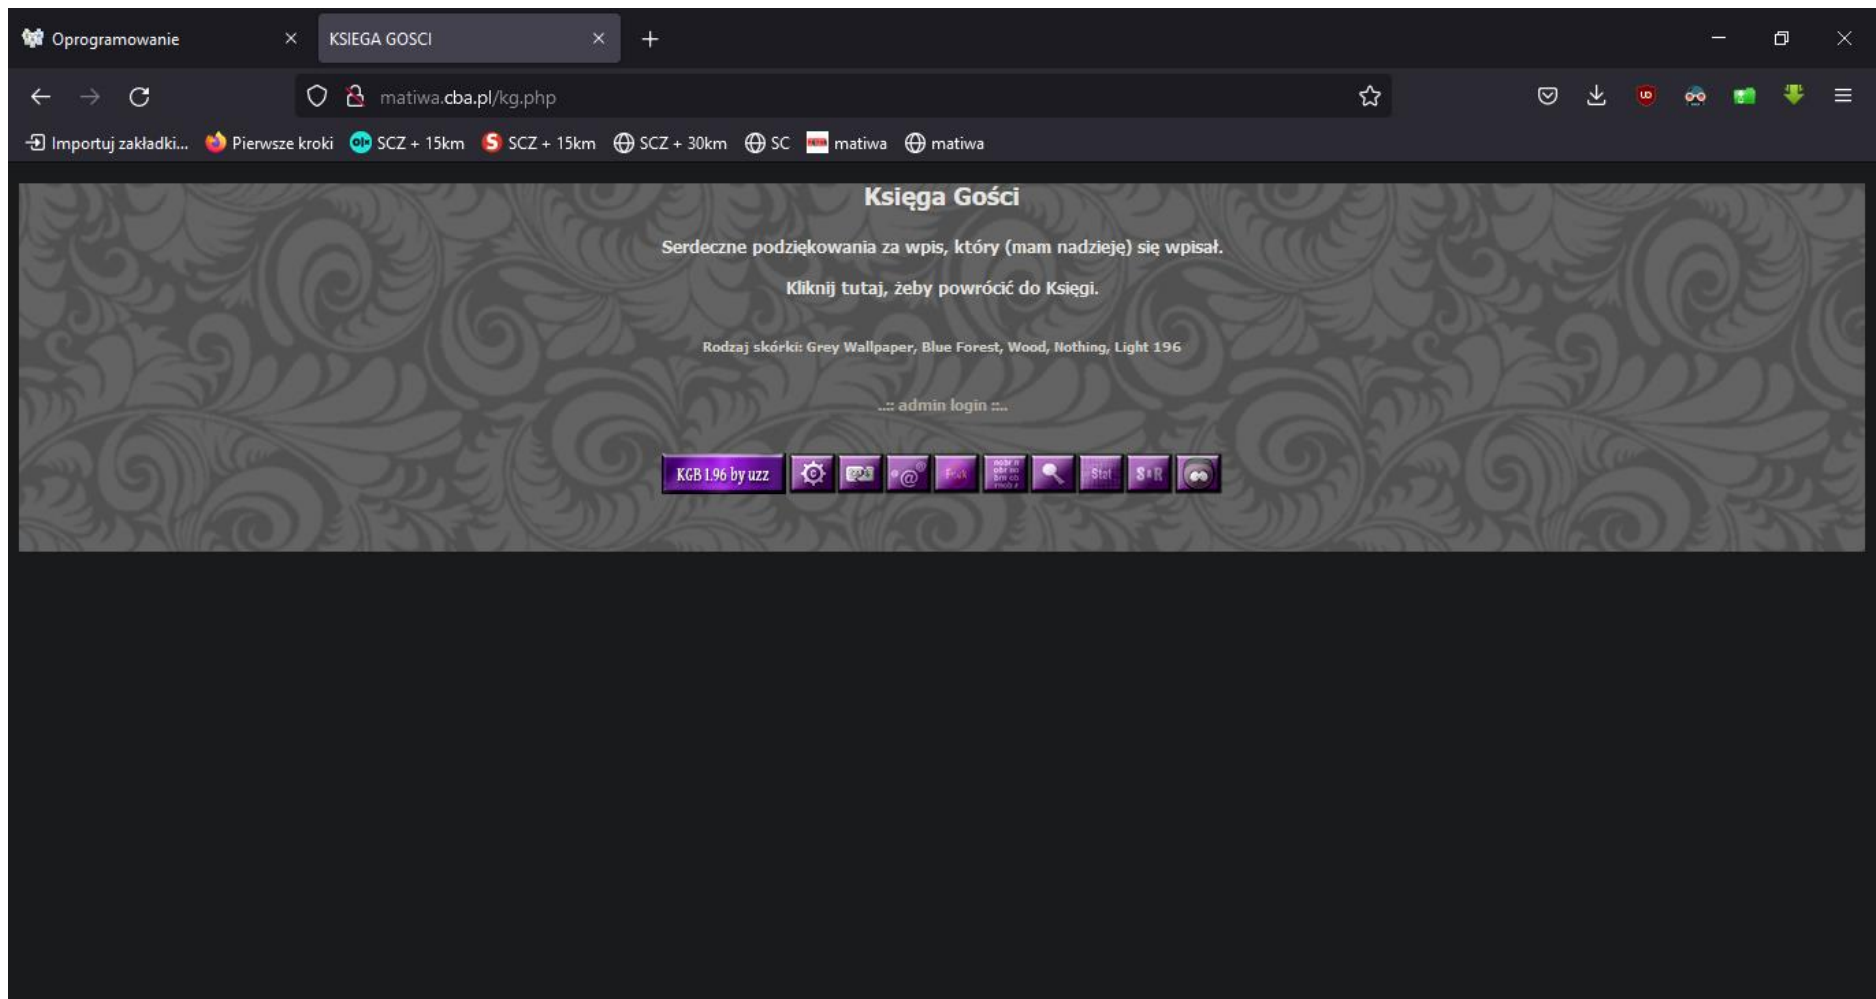 Oprogramowanie
KSIEGA GOSCI
matiwa.cba.pl/kg.php
Importuj zakładki... Pierwsze kroki SCZ + 15km SCZ + 15km SCZ + 30km SC matiwa matiwa
Księga Gości
Serdeczne podziękowania za wpis, który (mam nadzieję) się wpisał.
Kliknij tutaj, żeby powrócić do Księgi.
Rodzaj skórki: Grey Wallpaper, Blue Forest, Wood, Nothing, Light 196
..:: admin login ::..
KGB 1.96 by uzz Stat S R